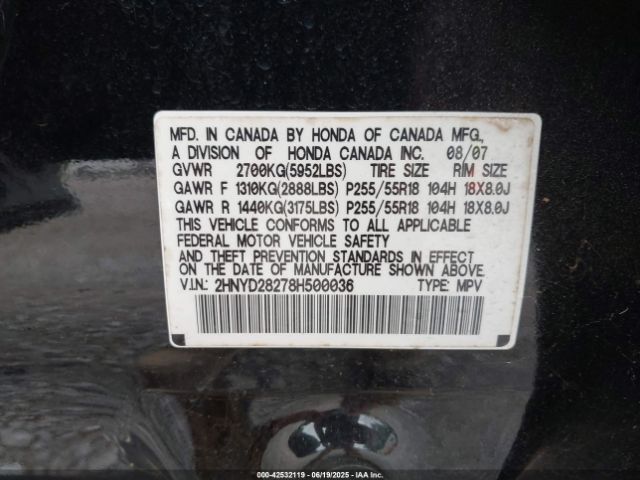 MFD. IN CANADA BY HONDA OF CANADA MFG.,
A DIVISION OF HONDA CANADA INC. 08/07
GVWR 2700KG(5952LBS) TIRE SIZE RIM SIZE
GAWR F 1310KG(2888LBS) P255/55R18 104H 18X8.0J
GAWR R 1440KG(3175LBS) P255/55R18 104H 18X8.0J
THIS VEHICLE CONFORMS TO ALL APPLICABLE
FEDERAL MOTOR VEHICLE SAFETY
AND THEFT PREVENTION STANDARDS IN EFFECT
ON THE DATE OF MANUFACTURE SHOWN ABOVE.
V.I.N.: 2HNYD28278H500036 TYPE: MPV
000-42532119 - 06/19/2025 - IAAI.COM